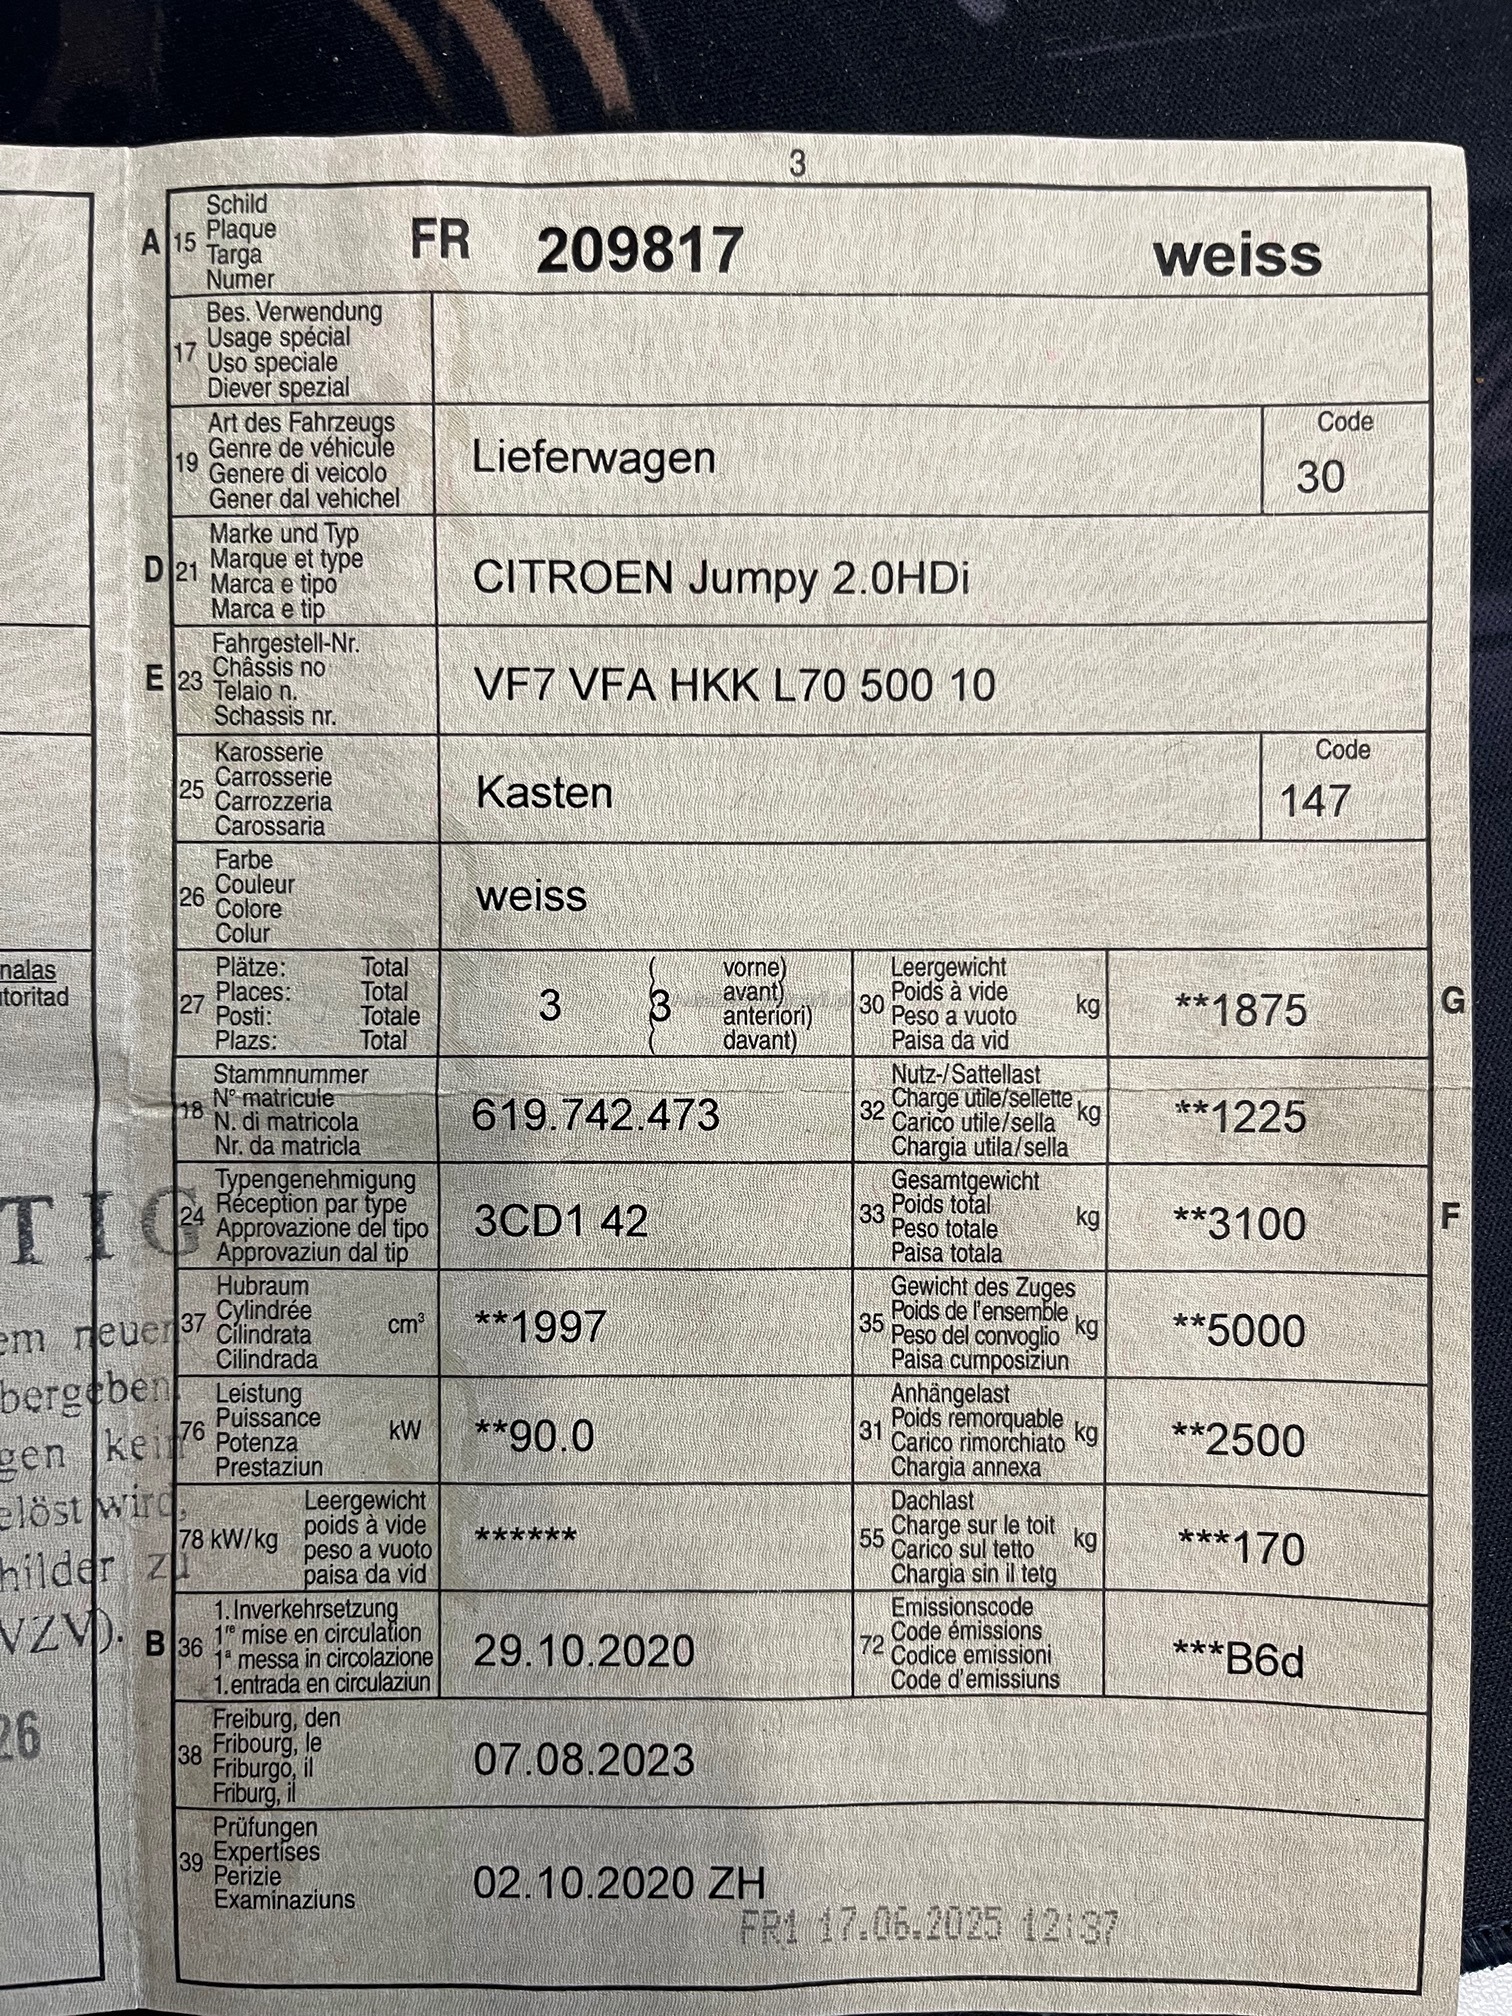 3
A 15 Schild
Plaque
Targa
Numer
FR 209817 weiss
17 Bes. Verwendung
Usage spécial
Uso speciale
Diever spezial
19 Art des Fahrzeugs
Genre de véhicule
Genere di veicolo
Gener dal vehichel
Lieferwagen
Code
30
D 21 Marke und Typ
Marque et type
Marca e tipo
Marca e tip
CITROEN Jumpy 2.0HDi
E 23 Fahrgestell-Nr.
Châssis no
Telaio n.
Schassis nr.
VF7 VFA HKK L70 500 10
25 Karosserie
Carrosserie
Carrozzeria
Carossaria
Kasten
Code
147
26 Farbe
Couleur
Colore
Colur
weiss
27 Plätze: Total
Places: Total
Posti: Totale
Plazs: Total
3 ( 3 vorne)
( avant)
( anteriori)
( davant)
30 Leergewicht
Poids à vide
Peso a vuoto
Paisa da vid
kg
**1875
G
18 Stammnummer
N° matricule
N. di matricola
Nr. da matricla
619.742.473
32 Nutz-/Sattellast
Charge utile/sellette
Carico utile/sella
Chargia utila/sella
kg
**1225
24 Typengenehmigung
Réception par type
Approvazione del tipo
Approvaziun dal tip
3CD1 42
33 Gesamtgewicht
Poids total
Peso totale
Paisa totala
kg
**3100
F
37 Hubraum
Cylindrée
Cilindrata
Cilindrada
cm³
**1997
35 Gewicht des Zuges
Poids de l'ensemble
Peso del convoglio
Paisa cumposiziun
kg
**5000
76 Leistung
Puissance
Potenza
Prestaziun
kW
**90.0
31 Anhängelast
Poids remorquable
Carico rimorchiato
Chargia annexa
kg
**2500
78 kW/kg Leergewicht
poids à vide
peso a vuoto
paisa da vid
******
55 Dachlast
Charge sur le toit
Carico sul tetto
Chargia sin il tetg
kg
***170
B 36 1. Inverkehrsetzung
1re mise en circulation
1a messa in circolazione
1. entrada en circulaziun
29.10.2020
72 Emissionscode
Code émissions
Codice emissioni
Code d'emissiuns
***B6d
38 Freiburg, den
Fribourg, le
Friburgo, il
Friburg, il
07.08.2023
39 Prüfungen
Expertises
Perizie
Examinaziuns
02.10.2020 ZH
FR1 17.06.2025 12:37
nalas
toritad
TIG
em neuen
bergeben.
gen kein
elöst wird,
hilder zu
VZV).
26